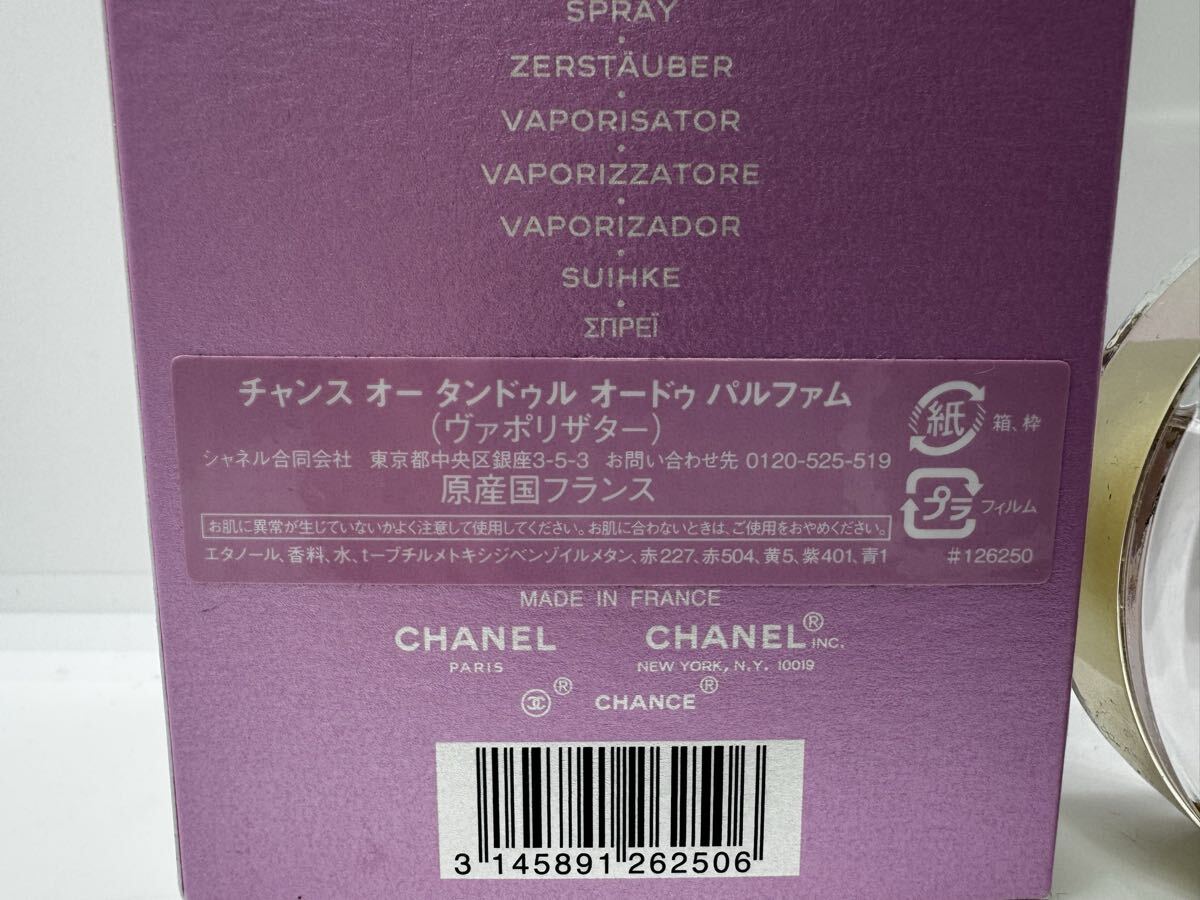 SPRAY
ZERSTÄUBER
VAPORISATOR
VAPORIZZATORE
VAPORIZADOR
SUIHKE
ΣΠΡΕΪ
チャンス オー タンドゥル オードゥ パルファム
(ヴァポリザター)
シャネル合同会社 東京都中央区銀座3-5-3 お問い合わせ先 0120-525-519
原産国フランス
お肌に異常が生じていないかよく注意して使用してください。お肌に合わないときは、ご使用をおやめください。
エタノール、香料、水、t-ブチルメトキシジベンゾイルメタン、赤227、赤504、黄5、紫401、青1 #126250
紙 箱、枠
プラ フィルム
MADE IN FRANCE
CHANEL CHANEL® INC.
PARIS NEW YORK, N.Y. 10019
® CHANCE®
3 145891 262506